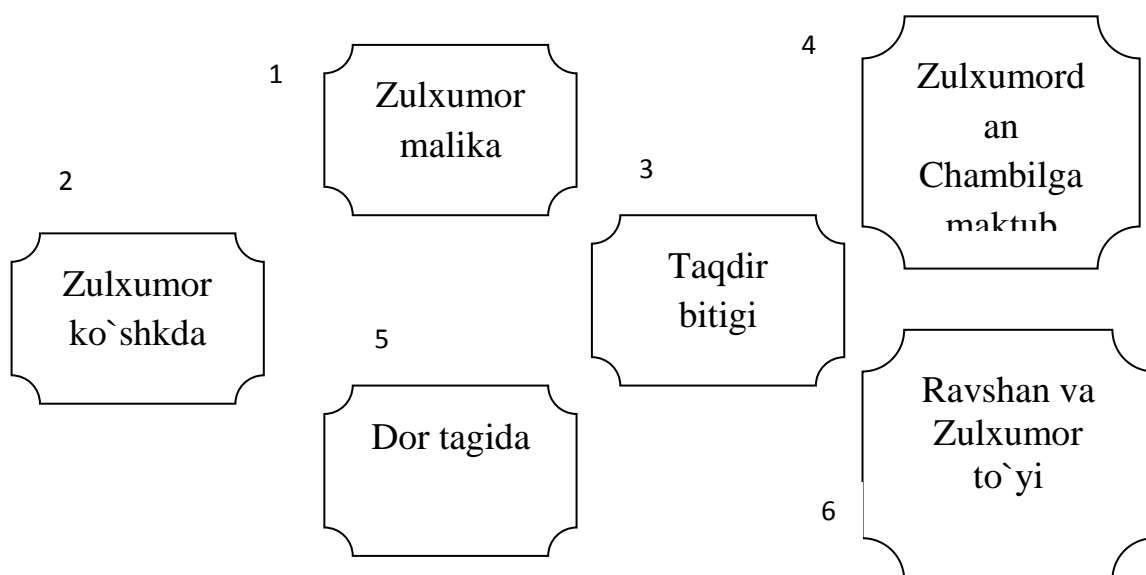 1
Zulxumor
malika
2
Zulxumor
ko`shkda
3
Taqdir
bitigi
4
Zulxumord
an
Chambilga
maktub
5
Dor tagida
6
Ravshan va
Zulxumor
to`yi